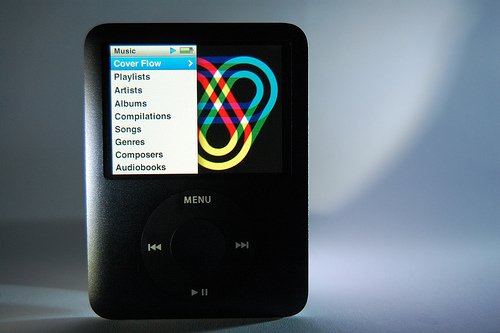 Music
Cover Flow
Playlists
Artists
Albums
Compilations
Songs
Genres
Composers
Audiobooks
MENU